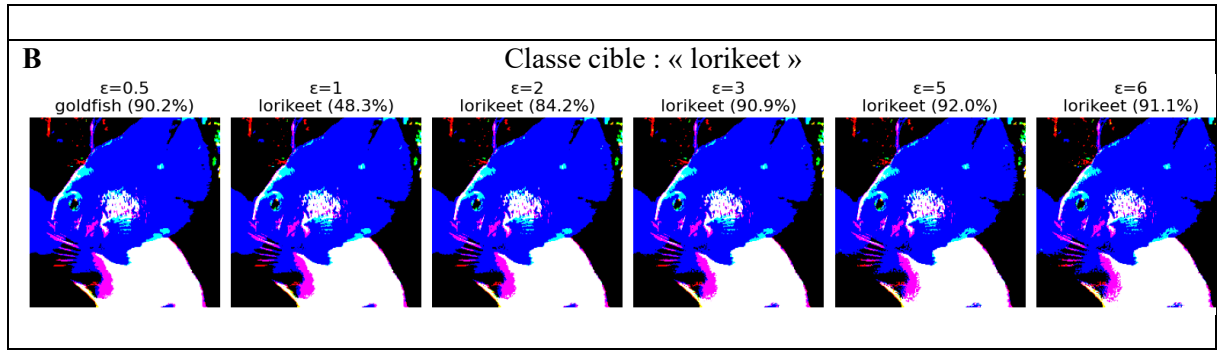 B
Classe cible : « lorikeet »
ε=0.5 ε=1 ε=2 ε=3 ε=5 ε=6
goldfish (90.2%) lorikeet (48.3%) lorikeet (84.2%) lorikeet (90.9%) lorikeet (92.0%) lorikeet (91.1%)